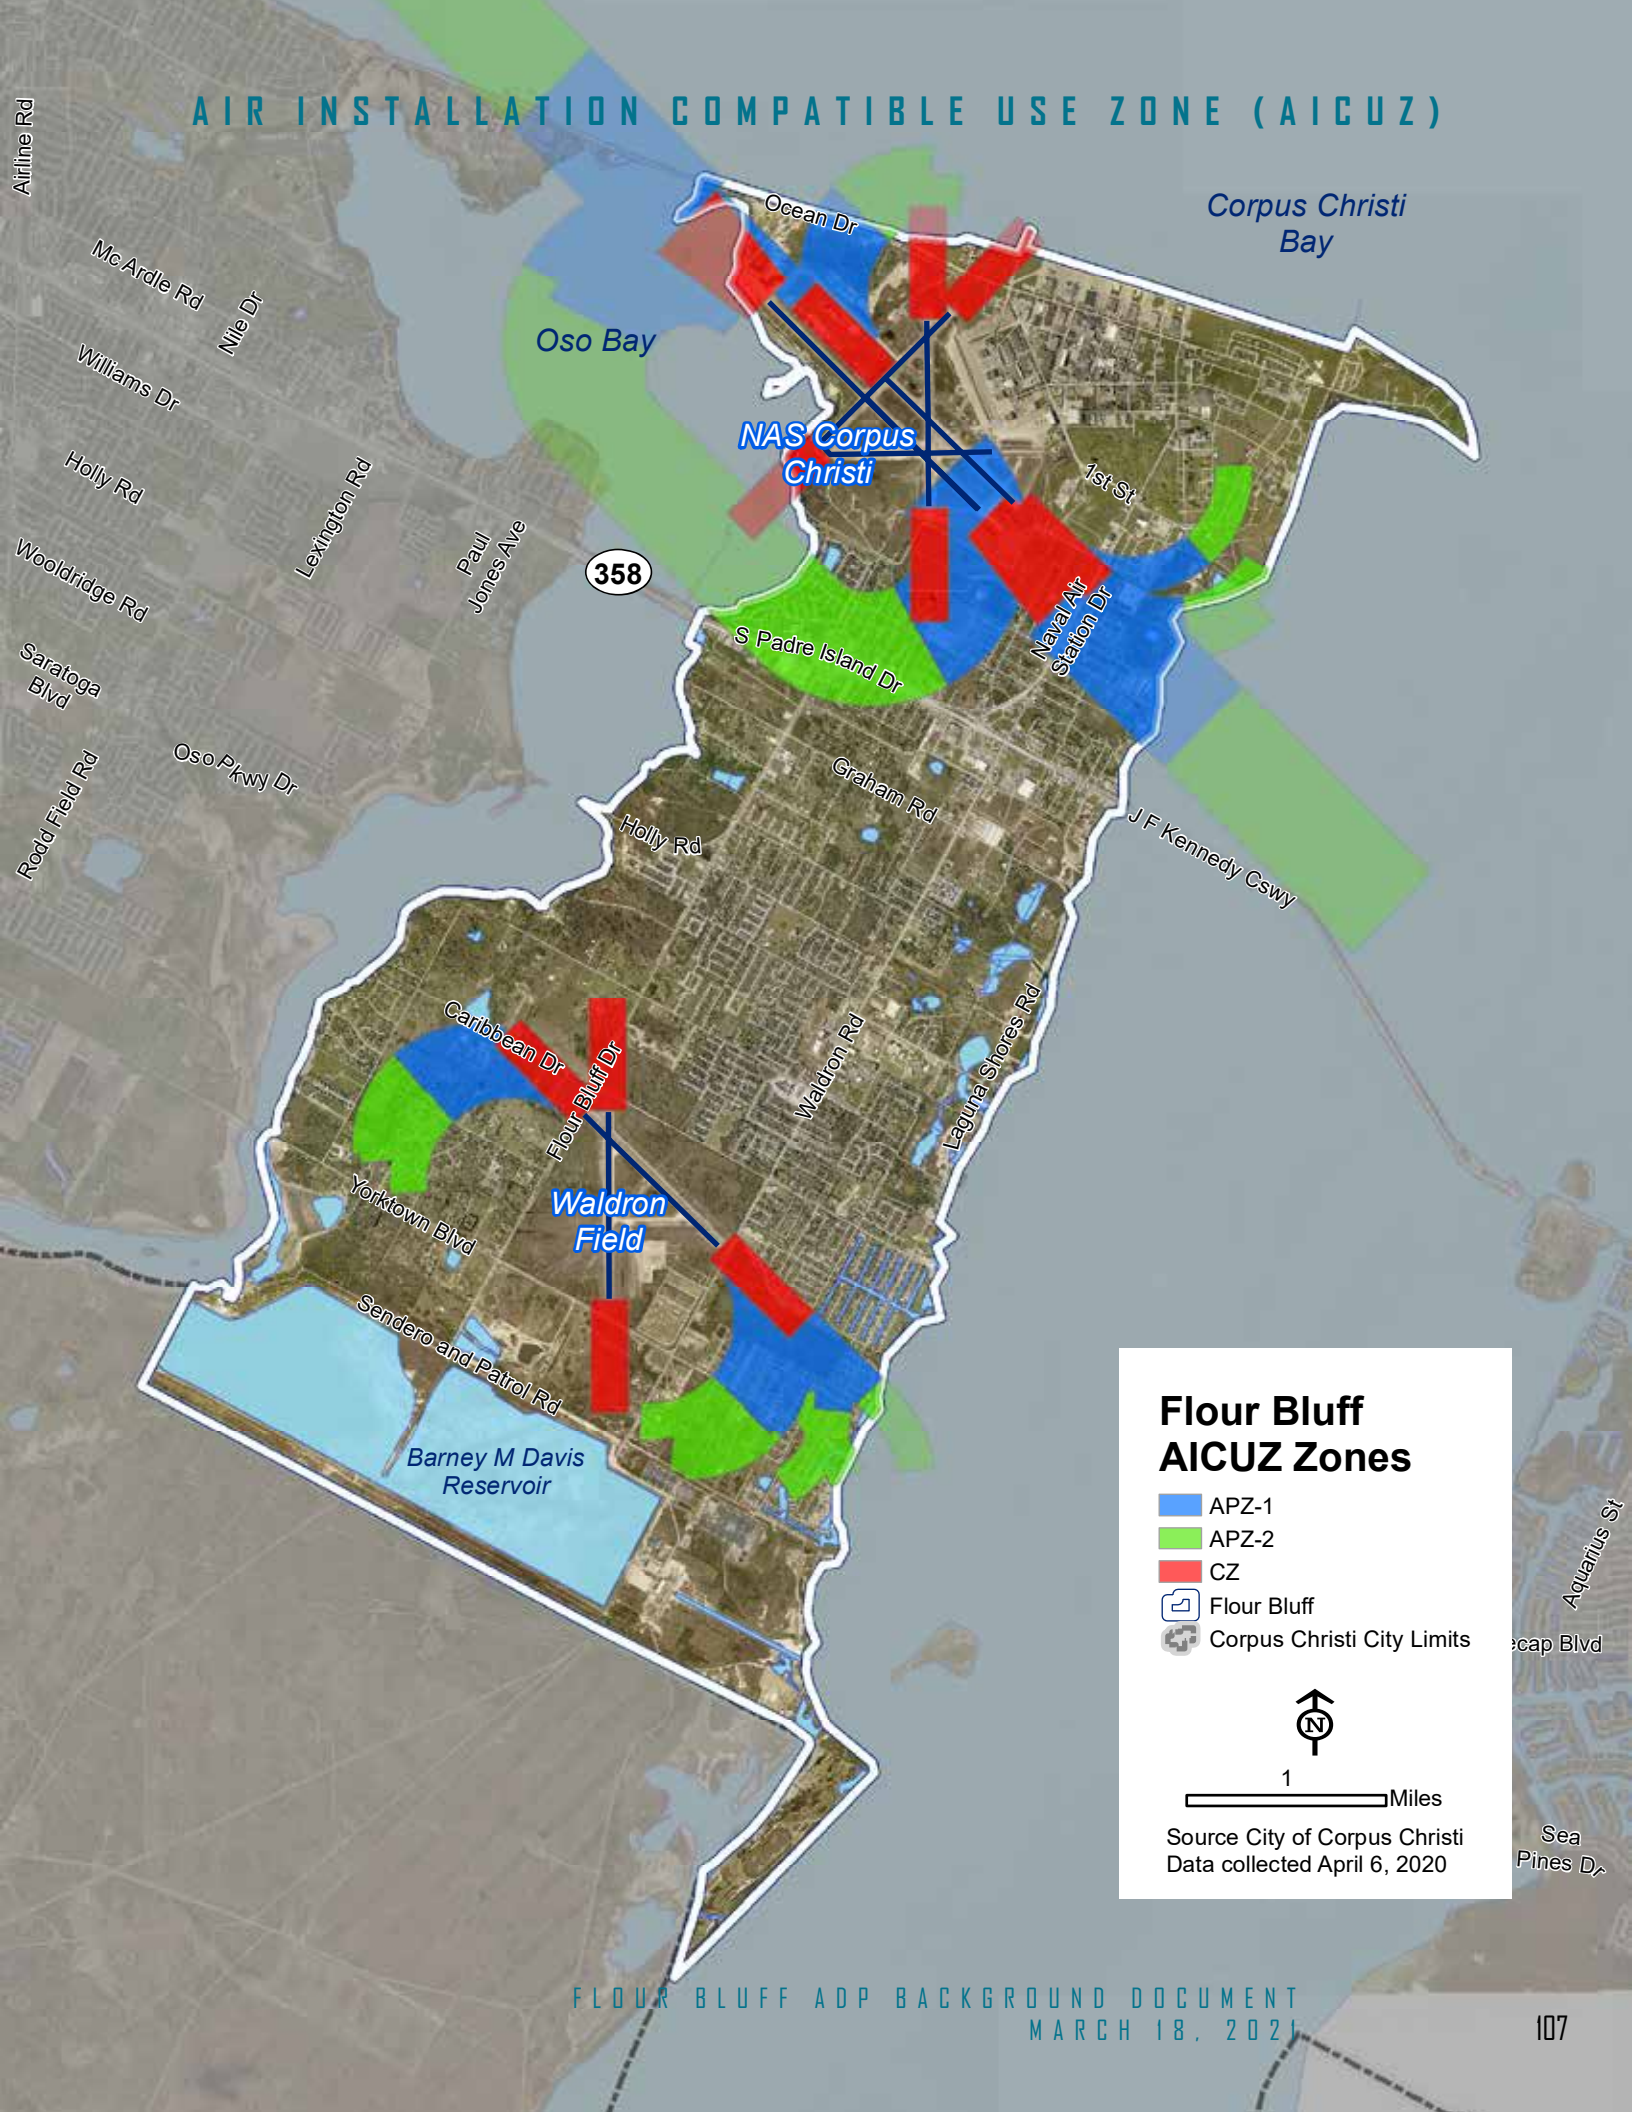 AIR INSTALLATION COMPATIBLE USE ZONE (AICUZ)
Airline Rd
Ocean Dr
Corpus Christi
Bay
Mc Ardle Rd
Nile Dr
Oso Bay
Williams Dr
NAS Corpus
Christi
1st St
Holly Rd
Lexington Rd
Paul
Jones Ave
358
Wooldridge Rd
Naval Air
Station Dr
S Padre Island Dr
Saratoga
Blvd
Oso Pkwy Dr
Rodd Field Rd
Graham Rd
Holly Rd
J F Kennedy Cswy
Caribbean Dr
Flour Bluff Dr
Waldron Rd
Laguna Shores Rd
Waldron
Field
Yorktown Blvd
Sendero and Patrol Rd
Barney M Davis
Reservoir
Flour Bluff
AICUZ Zones
APZ-1
APZ-2
CZ
Flour Bluff
Corpus Christi City Limits
N
1
Miles
Source City of Corpus Christi
Data collected April 6, 2020
Aquarius St
ecap Blvd
Sea
Pines Dr
FLOUR BLUFF ADP BACKGROUND DOCUMENT
MARCH 18, 2021
107